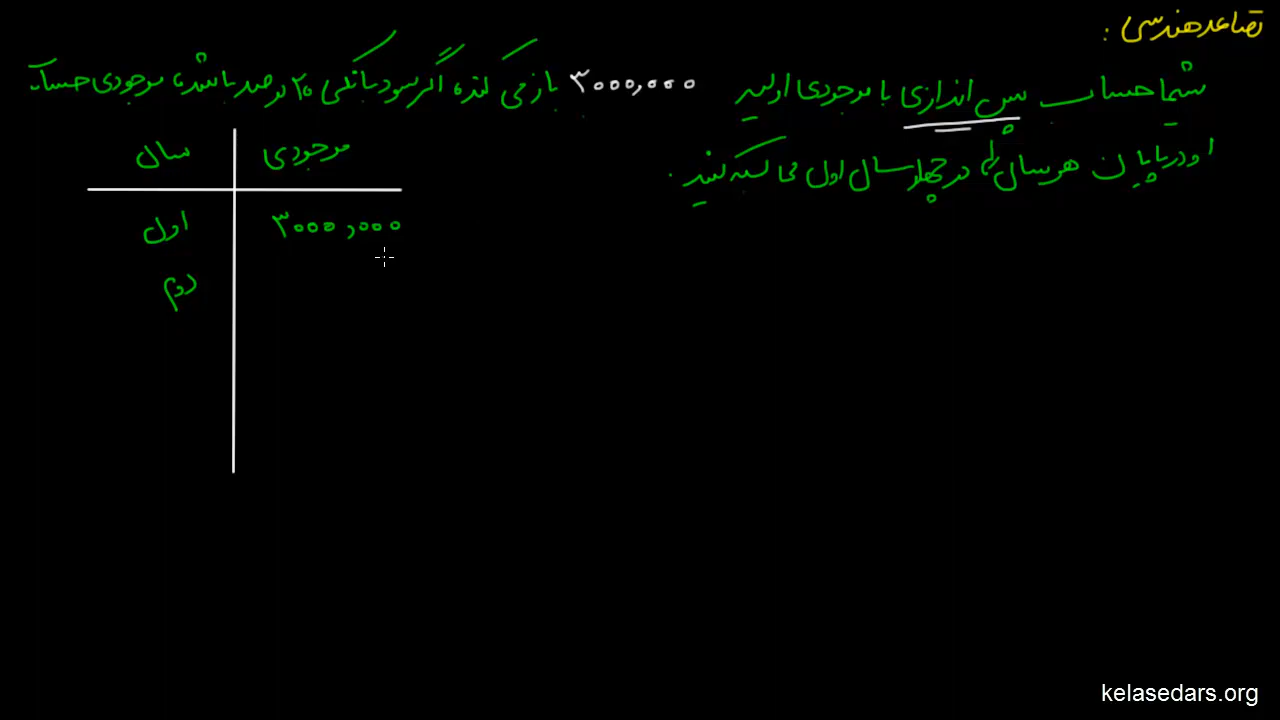 تصاعد هندسی :
شیما حساب پس اندازی با موجودی اولیه ۳۰۰۰,۰۰۰ باز می کند، اگر سود بانکی ۲۰ درصد باشد، موجودی حساب
او در پایان هر سال را در چهار سال اول محاسبه کنید.
سال موجودی
اول ۳۰۰۰,۰۰۰
دوم
kelasedars.org